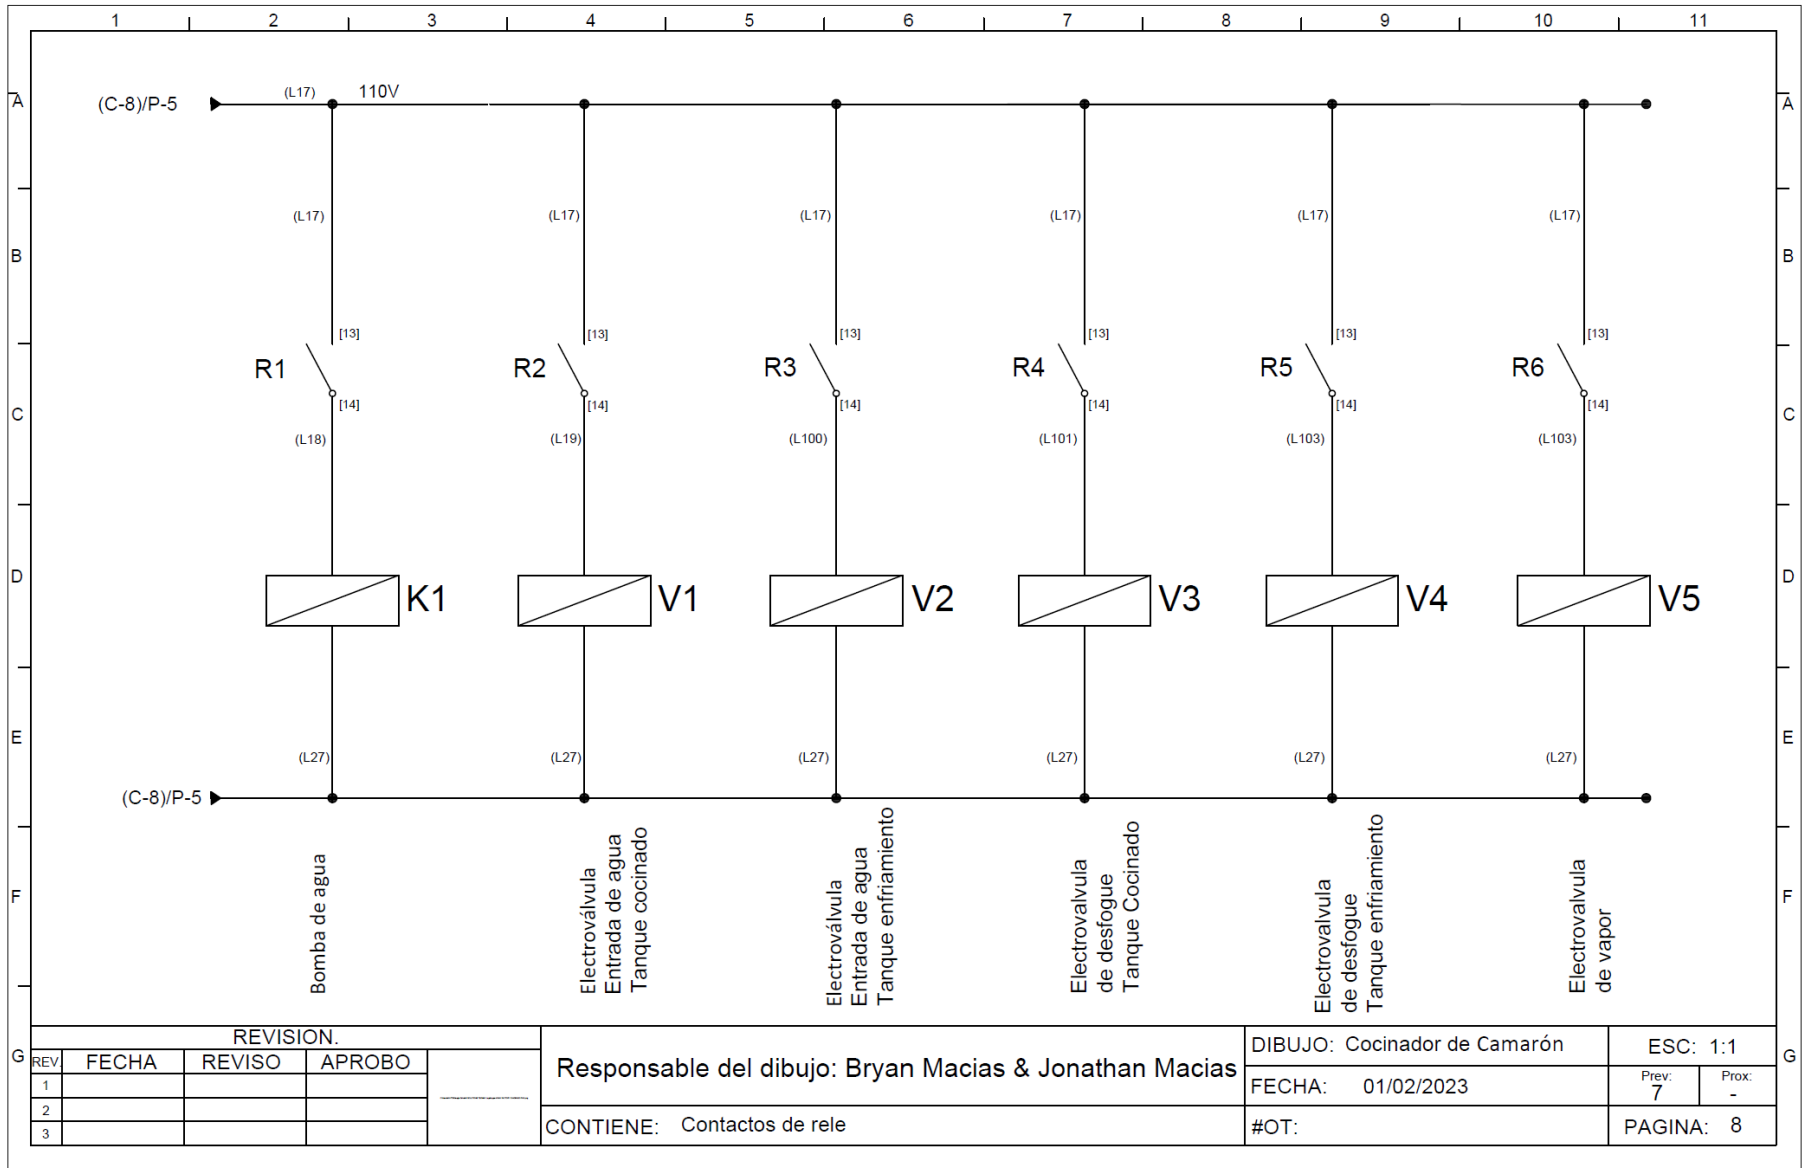 1 2 3 4 5 6 7 8 9 10 11
A (C-8)/P-5 (L17) 110V A
(L17) (L17) (L17) (L17) (L17) (L17)
B B
[13] [13] [13] [13] [13] [13]
R1 R2 R3 R4 R5 R6
[14] [14] [14] [14] [14] [14]
C C
(L18) (L19) (L100) (L101) (L103) (L103)
D D
K1 V1 V2 V3 V4 V5
E E
(L27) (L27) (L27) (L27) (L27) (L27)
(C-8)/P-5
F F
Bomba de agua
Electroválvula
Entrada de agua
Tanque cocinado
Electroválvula
Entrada de agua
Tanque enfriamiento
Electrovalvula
de desfogue
Tanque Cocinado
Electrovalvula
de desfogue
Tanque enfriamiento
Electrovalvula
de vapor
G G
REVISION.
REV. FECHA REVISO APROBO
1
2
3
Responsable del dibujo: Bryan Macias & Jonathan Macias
CONTIENE: Contactos de rele
DIBUJO: Cocinador de Camarón
FECHA: 01/02/2023
#OT:
ESC: 1:1
Prev: Prox:
7 -
PAGINA: 8